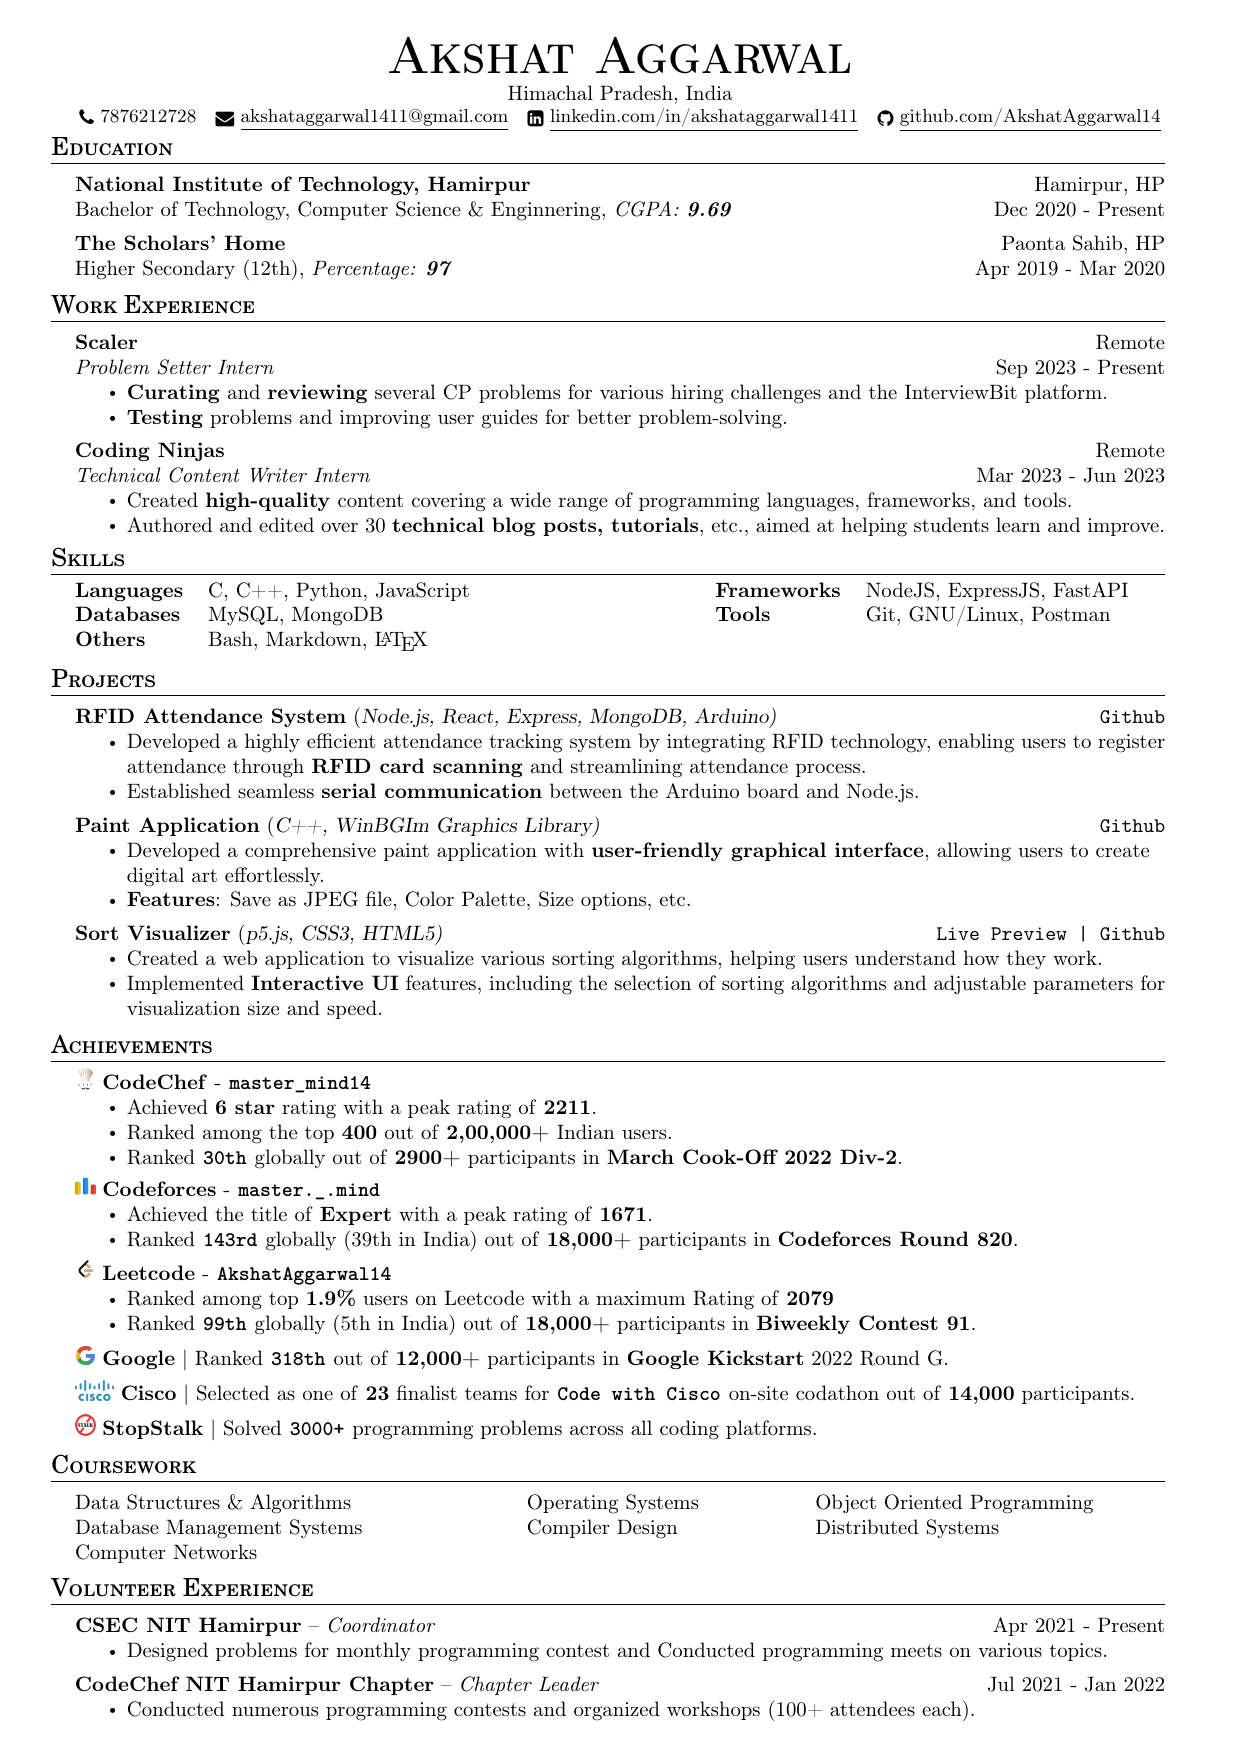 Akshat Aggarwal
Himachal Pradesh, India
7876212728 akshataggarwal1411@gmail.com linkedin.com/in/akshataggarwal1411 github.com/AkshatAggarwal14
Education
National Institute of Technology, Hamirpur Hamirpur, HP
Bachelor of Technology, Computer Science & Enginnering, CGPA: 9.69 Dec 2020 - Present
The Scholars' Home Paonta Sahib, HP
Higher Secondary (12th), Percentage: 97 Apr 2019 - Mar 2020
Work Experience
Scaler Remote
Problem Setter Intern Sep 2023 - Present
• Curating and reviewing several CP problems for various hiring challenges and the InterviewBit platform.
• Testing problems and improving user guides for better problem-solving.
Coding Ninjas Remote
Technical Content Writer Intern Mar 2023 - Jun 2023
• Created high-quality content covering a wide range of programming languages, frameworks, and tools.
• Authored and edited over 30 technical blog posts, tutorials, etc., aimed at helping students learn and improve.
Skills
Languages C, C++, Python, JavaScript Frameworks NodeJS, ExpressJS, FastAPI
Databases MySQL, MongoDB Tools Git, GNU/Linux, Postman
Others Bash, Markdown, LATEX
Projects
RFID Attendance System (Node.js, React, Express, MongoDB, Arduino) Github
• Developed a highly efficient attendance tracking system by integrating RFID technology, enabling users to register
attendance through RFID card scanning and streamlining attendance process.
• Established seamless serial communication between the Arduino board and Node.js.
Paint Application (C++, WinBGIm Graphics Library) Github
• Developed a comprehensive paint application with user-friendly graphical interface, allowing users to create
digital art effortlessly.
• Features: Save as JPEG file, Color Palette, Size options, etc.
Sort Visualizer (p5.js, CSS3, HTML5) Live Preview | Github
• Created a web application to visualize various sorting algorithms, helping users understand how they work.
• Implemented Interactive UI features, including the selection of sorting algorithms and adjustable parameters for
visualization size and speed.
Achievements
CodeChef - master_mind14
• Achieved 6 star rating with a peak rating of 2211.
• Ranked among the top 400 out of 2,00,000+ Indian users.
• Ranked 30th globally out of 2900+ participants in March Cook-Off 2022 Div-2.
Codeforces - master._.mind
• Achieved the title of Expert with a peak rating of 1671.
• Ranked 143rd globally (39th in India) out of 18,000+ participants in Codeforces Round 820.
Leetcode - AkshatAggarwal14
• Ranked among top 1.9% users on Leetcode with a maximum Rating of 2079
• Ranked 99th globally (5th in India) out of 18,000+ participants in Biweekly Contest 91.
Google | Ranked 318th out of 12,000+ participants in Google Kickstart 2022 Round G.
CISCO Cisco | Selected as one of 23 finalist teams for Code with Cisco on-site codathon out of 14,000 participants.
STALK StopStalk | Solved 3000+ programming problems across all coding platforms.
Coursework
Data Structures & Algorithms Operating Systems Object Oriented Programming
Database Management Systems Compiler Design Distributed Systems
Computer Networks
Volunteer Experience
CSEC NIT Hamirpur – Coordinator Apr 2021 - Present
• Designed problems for monthly programming contest and Conducted programming meets on various topics.
CodeChef NIT Hamirpur Chapter – Chapter Leader Jul 2021 - Jan 2022
• Conducted numerous programming contests and organized workshops (100+ attendees each).